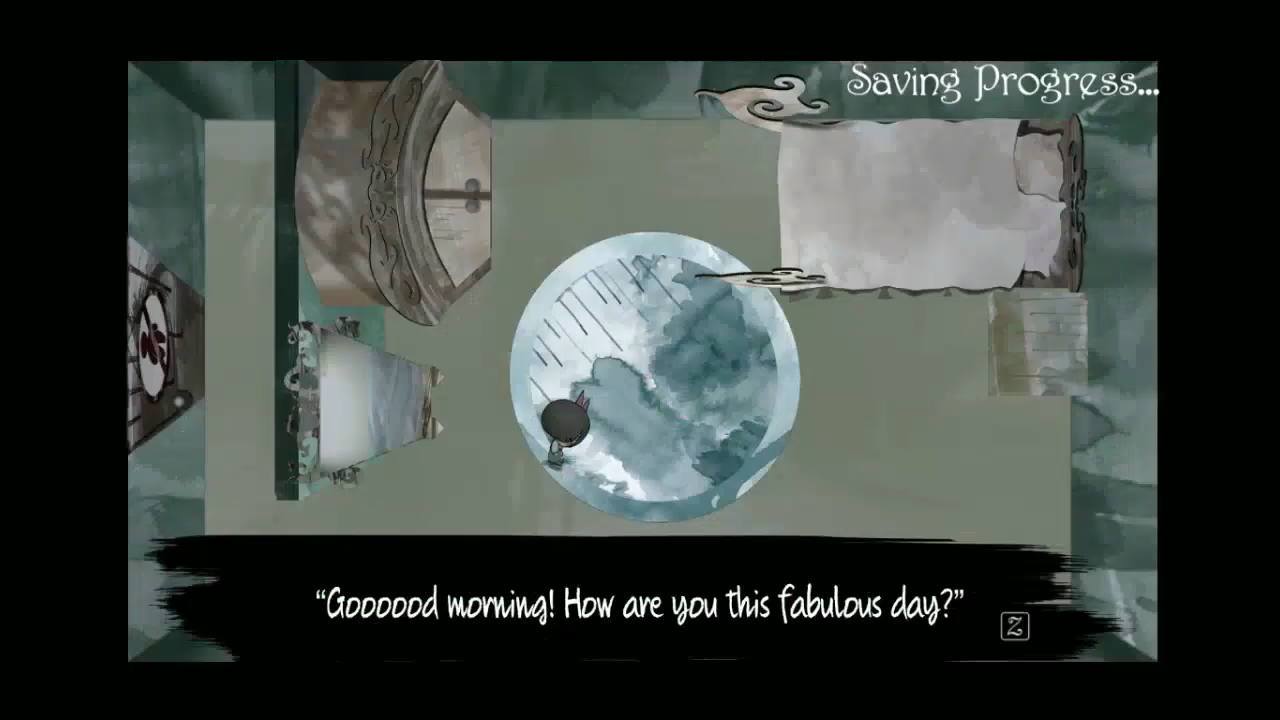 Saving Progress...
“Goooood morning! How are you this fabulous day?”
Z